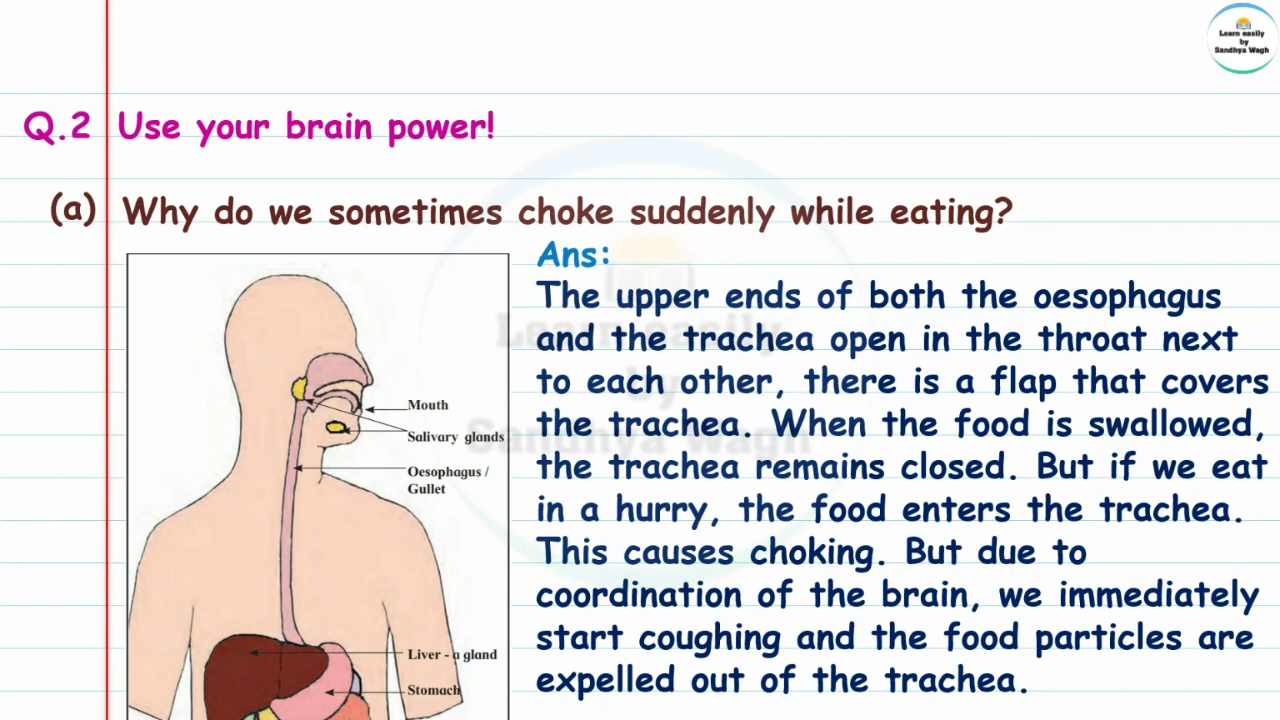 Learn easily
by
Sandhya Wagh
Q.2 Use your brain power!
(a) Why do we sometimes choke suddenly while eating?
Ans:
The upper ends of both the oesophagus
and the trachea open in the throat next
to each other, there is a flap that covers
the trachea. When the food is swallowed,
the trachea remains closed. But if we eat
in a hurry, the food enters the trachea.
This causes choking. But due to
coordination of the brain, we immediately
start coughing and the food particles are
expelled out of the trachea.
Mouth
Salivary glands
Oesophagus /
Gullet
Liver - a gland
Stomach
Learn easily
by
Sandhya Wagh